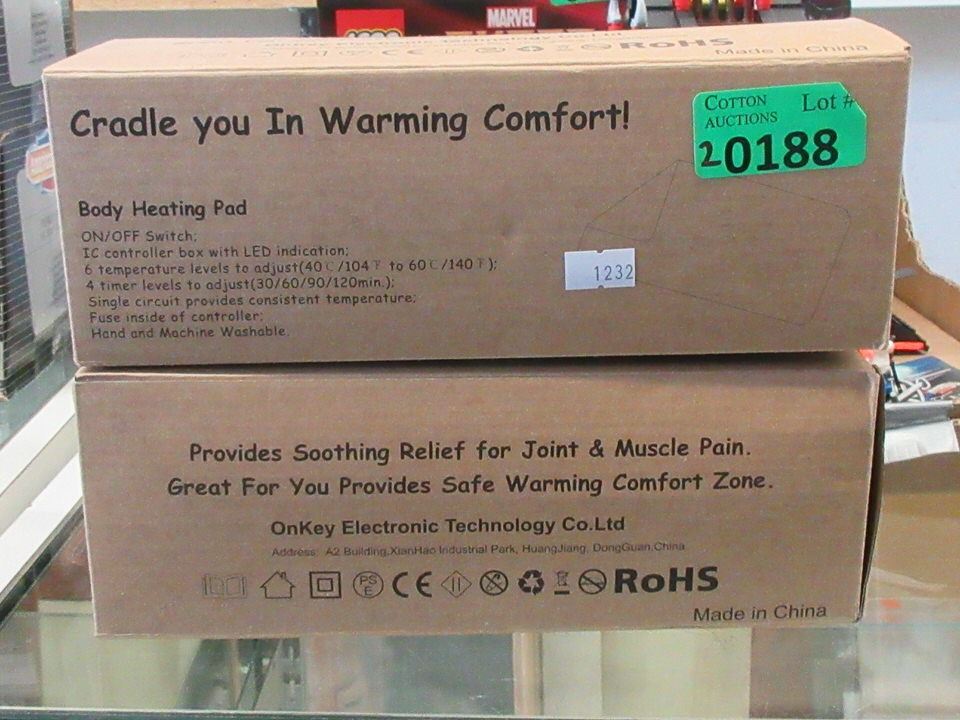 MARVEL
RoHS
Made in China
Cradle you In Warming Comfort!
COTTON
AUCTIONS
Lot #
20188
Body Heating Pad
ON/OFF Switch;
IC controller box with LED indication;
6 temperature levels to adjust(40℃/104℉ to 60℃/140℉);
4 timer levels to adjust(30/60/90/120min.);
Single circuit provides consistent temperature;
Fuse inside of controller;
Hand and Machine Washable.
1232
Provides Soothing Relief for Joint & Muscle Pain.
Great For You Provides Safe Warming Comfort Zone.
OnKey Electronic Technology Co.Ltd
Address: A2 Building,XianHao Industrial Park, HuangJiang, DongGuan,China
PS E CE RoHS
Made in China